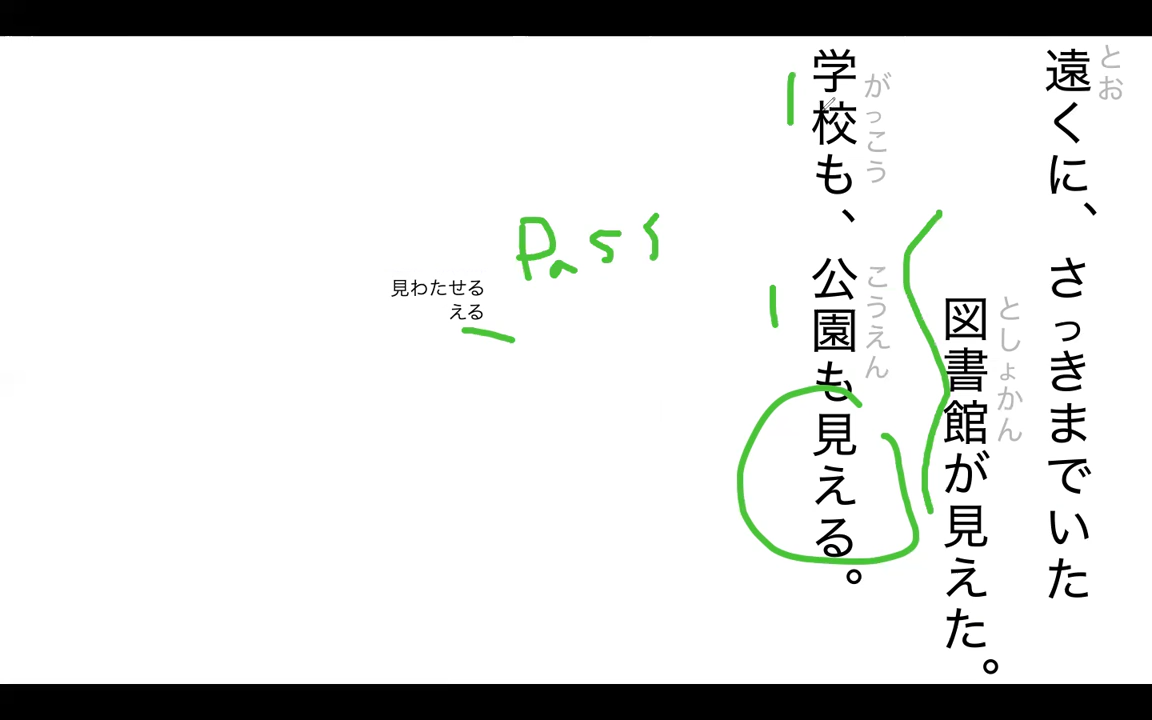 遠くに、さっきまでいた
とお
図書館が見えた。
としょかん
学校も、公園も見える。
がっこう
こうえん
Pass
見わたせる
える